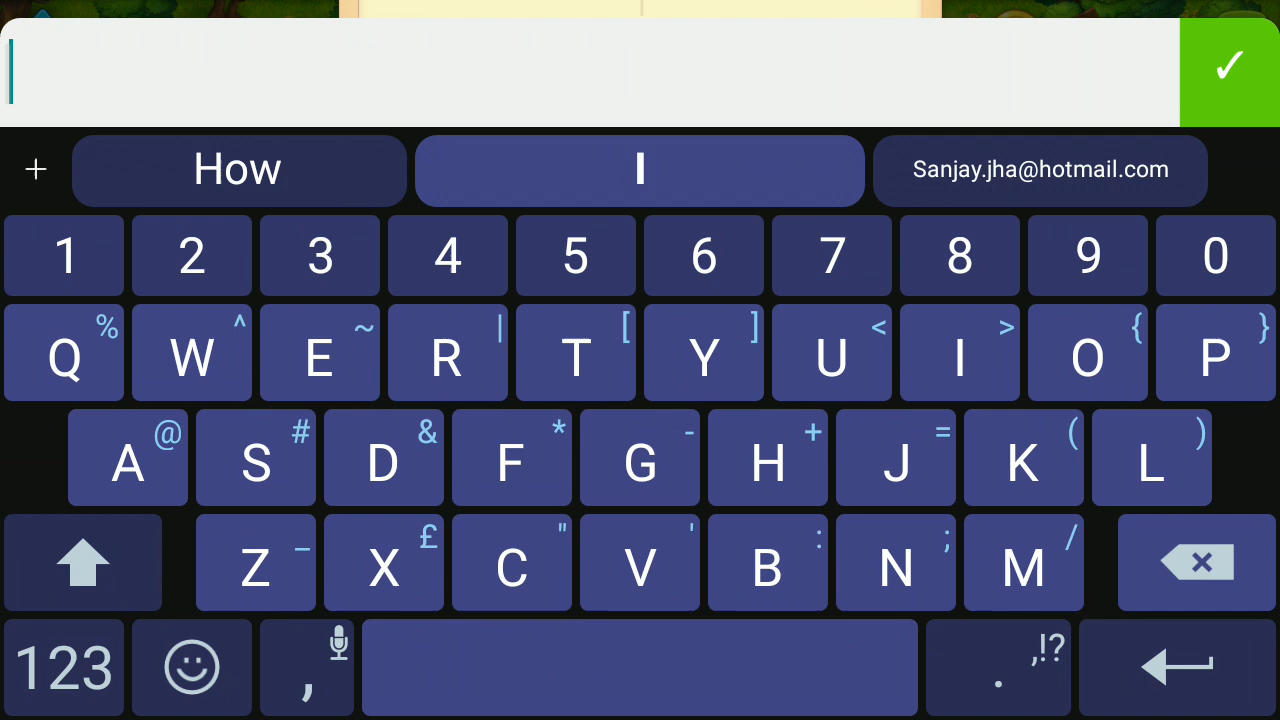 ✓
+ How I Sanjay.jha@hotmail.com
1 2 3 4 5 6 7 8 9 0
Q % W ^ E ~ R | T [ Y ] U < I > O { P }
A @ S # D & F * G - H + J = K ( L )
Z _ X £ C " V ' B : N ; M /
123 , . ,!?